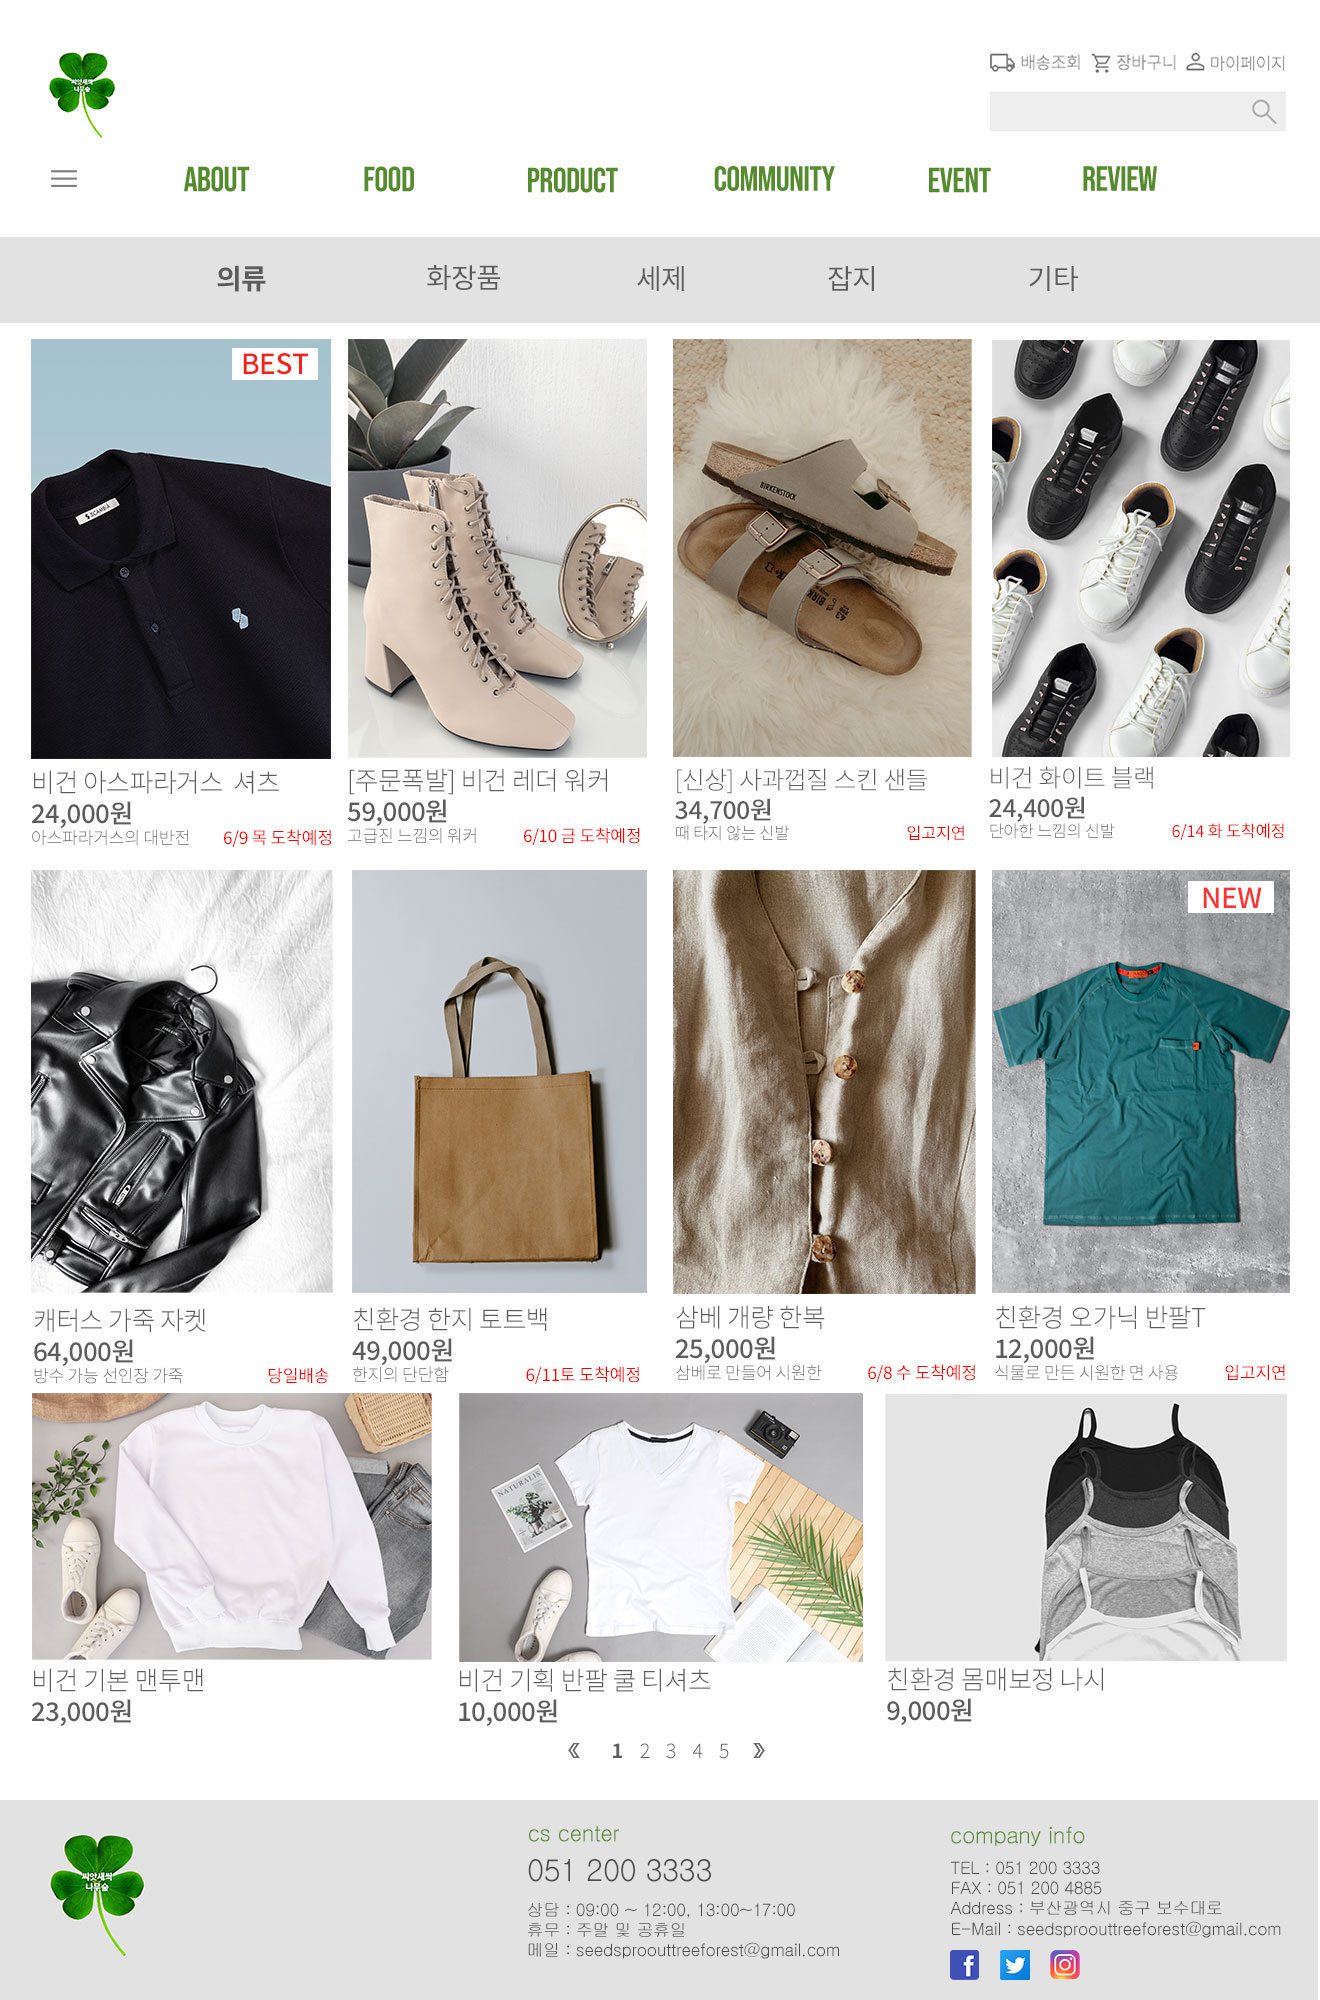 씨앗새싹
나무숲
배송조회 장바구니 마이페이지
ABOUT FOOD PRODUCT COMMUNITY EVENT REVIEW
의류 화장품 세제 잡지 기타
BEST
SCAMBIA
BIRKENSTOCK
비건 아스파라거스 셔츠
24,000원
아스파라거스의 대반전 6/9 목 도착예정
[주문폭발] 비건 레더 워커
59,000원
고급진 느낌의 워커 6/10 금 도착예정
[신상] 사과껍질 스킨 샌들
34,700원
때 타지 않는 신발 입고지연
비건 화이트 블랙
24,400원
단아한 느낌의 신발 6/14 화 도착예정
NEW
캐터스 가죽 자켓
64,000원
방수 가능 선인장 가죽 당일배송
친환경 한지 토트백
49,000원
한지의 단단함 6/11토 도착예정
삼베 개량 한복
25,000원
삼베로 만들어 시원한 6/8 수 도착예정
친환경 오가닉 반팔T
12,000원
식물로 만든 시원한 면 사용 입고지연
NATURALIS
비건 기본 맨투맨
23,000원
비건 기획 반팔 쿨 티셔츠
10,000원
친환경 몸매보정 나시
9,000원
《 1 2 3 4 5 》
씨앗새싹
나무숲
cs center
051 200 3333
상담 : 09:00 ~ 12:00, 13:00~17:00
휴무 : 주말 및 공휴일
메일 : seedsproouttreeforest@gmail.com
company info
TEL : 051 200 3333
FAX : 051 200 4885
Address : 부산광역시 중구 보수대로
E-Mail : seedsproouttreeforest@gmail.com